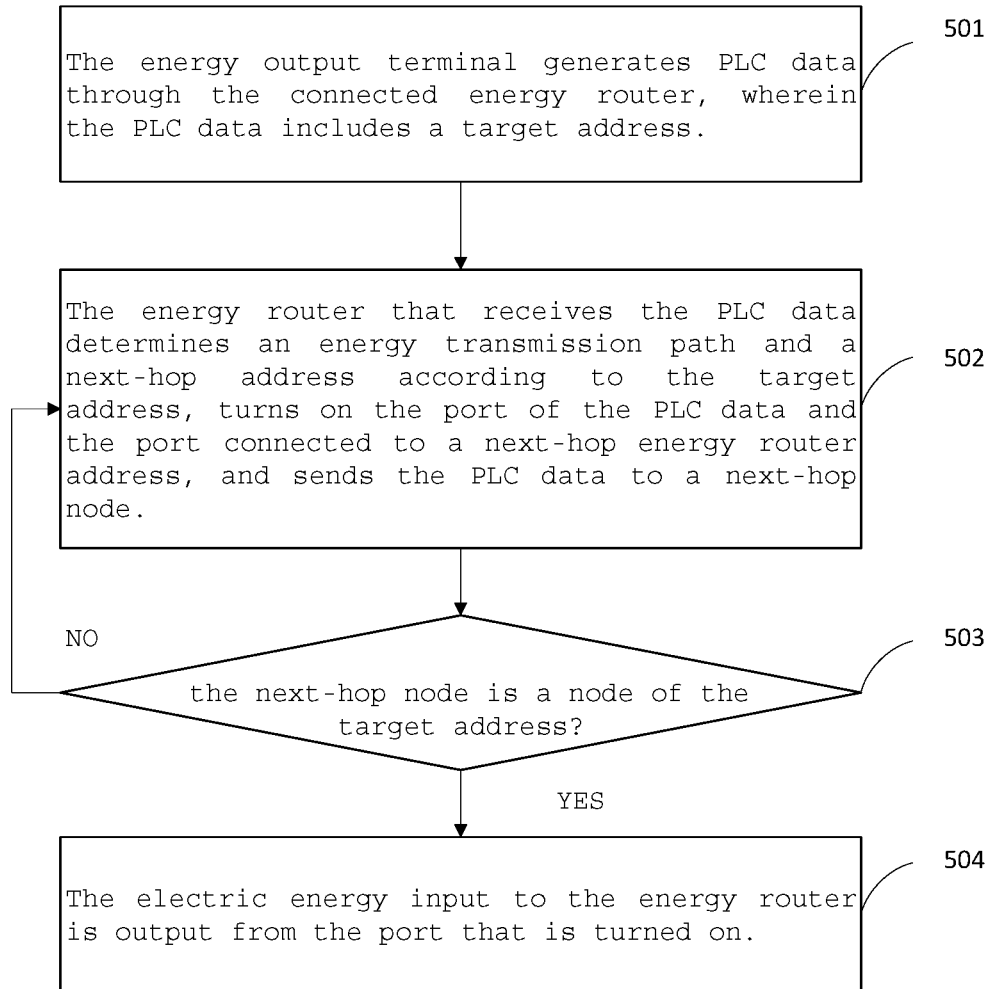 501
The energy output terminal generates PLC data
through the connected energy router, wherein
the PLC data includes a target address.
The energy router that receives the PLC data
determines an energy transmission path and a
next-hop address according to the target
address, turns on the port of the PLC data and
the port connected to a next-hop energy router
address, and sends the PLC data to a next-hop
node.
502
NO
503
the next-hop node is a node of the
target address?
YES
504
The electric energy input to the energy router
is output from the port that is turned on.